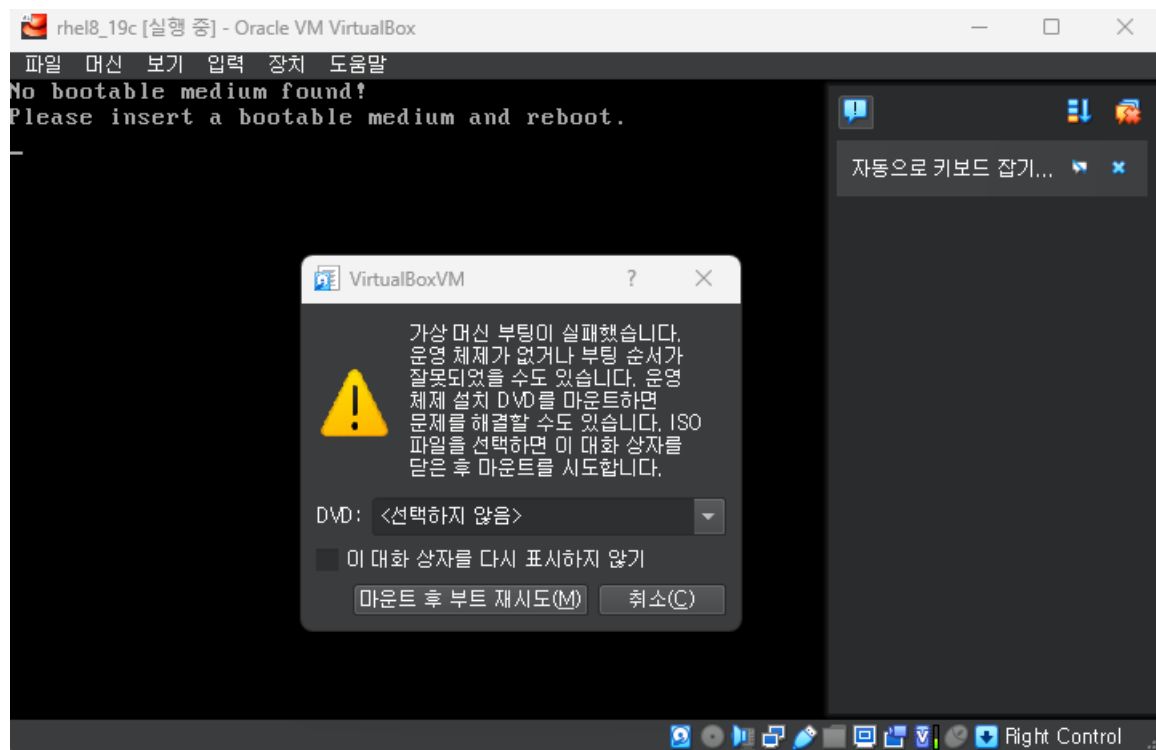 rhel8_19c [실행 중] - Oracle VM VirtualBox
파일 머신 보기 입력 장치 도움말
No bootable medium found!
Please insert a bootable medium and reboot.
자동으로 키보드 잡기...
VirtualBoxVM
가상 머신 부팅이 실패했습니다.
운영 체제가 없거나 부팅 순서가
잘못되었을 수도 있습니다. 운영
체제 설치 DVD를 마운트하면
문제를 해결할 수도 있습니다. ISO
파일을 선택하면 이 대화 상자를
닫은 후 마운트를 시도합니다.
DVD: <선택하지 않음>
이 대화 상자를 다시 표시하지 않기
마운트 후 부트 재시도(M) 취소(C)
Right Control